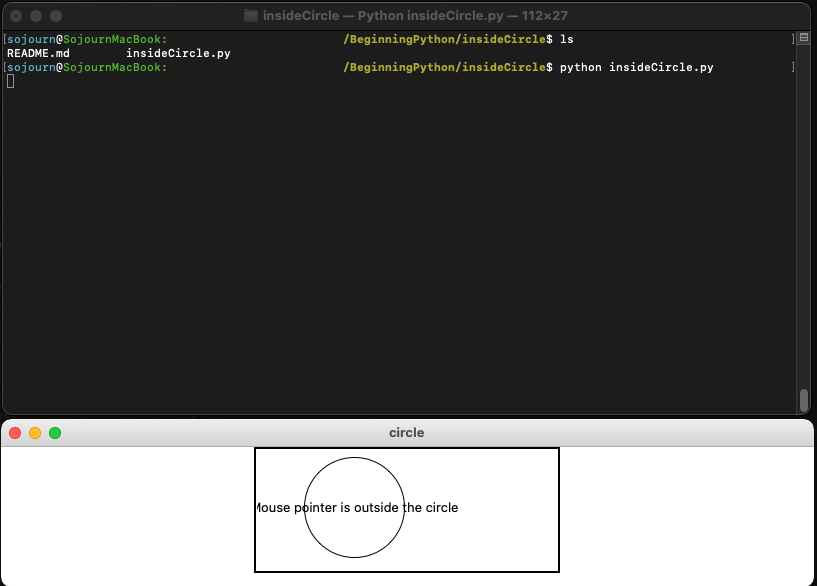 insideCircle — Python insideCircle.py — 112×27
[sojourn@SojournMacBook: /BeginningPython/insideCircle$ ls ]
README.md insideCircle.py
[sojourn@SojournMacBook: /BeginningPython/insideCircle$ python insideCircle.py ]
circle
Mouse pointer is outside the circle